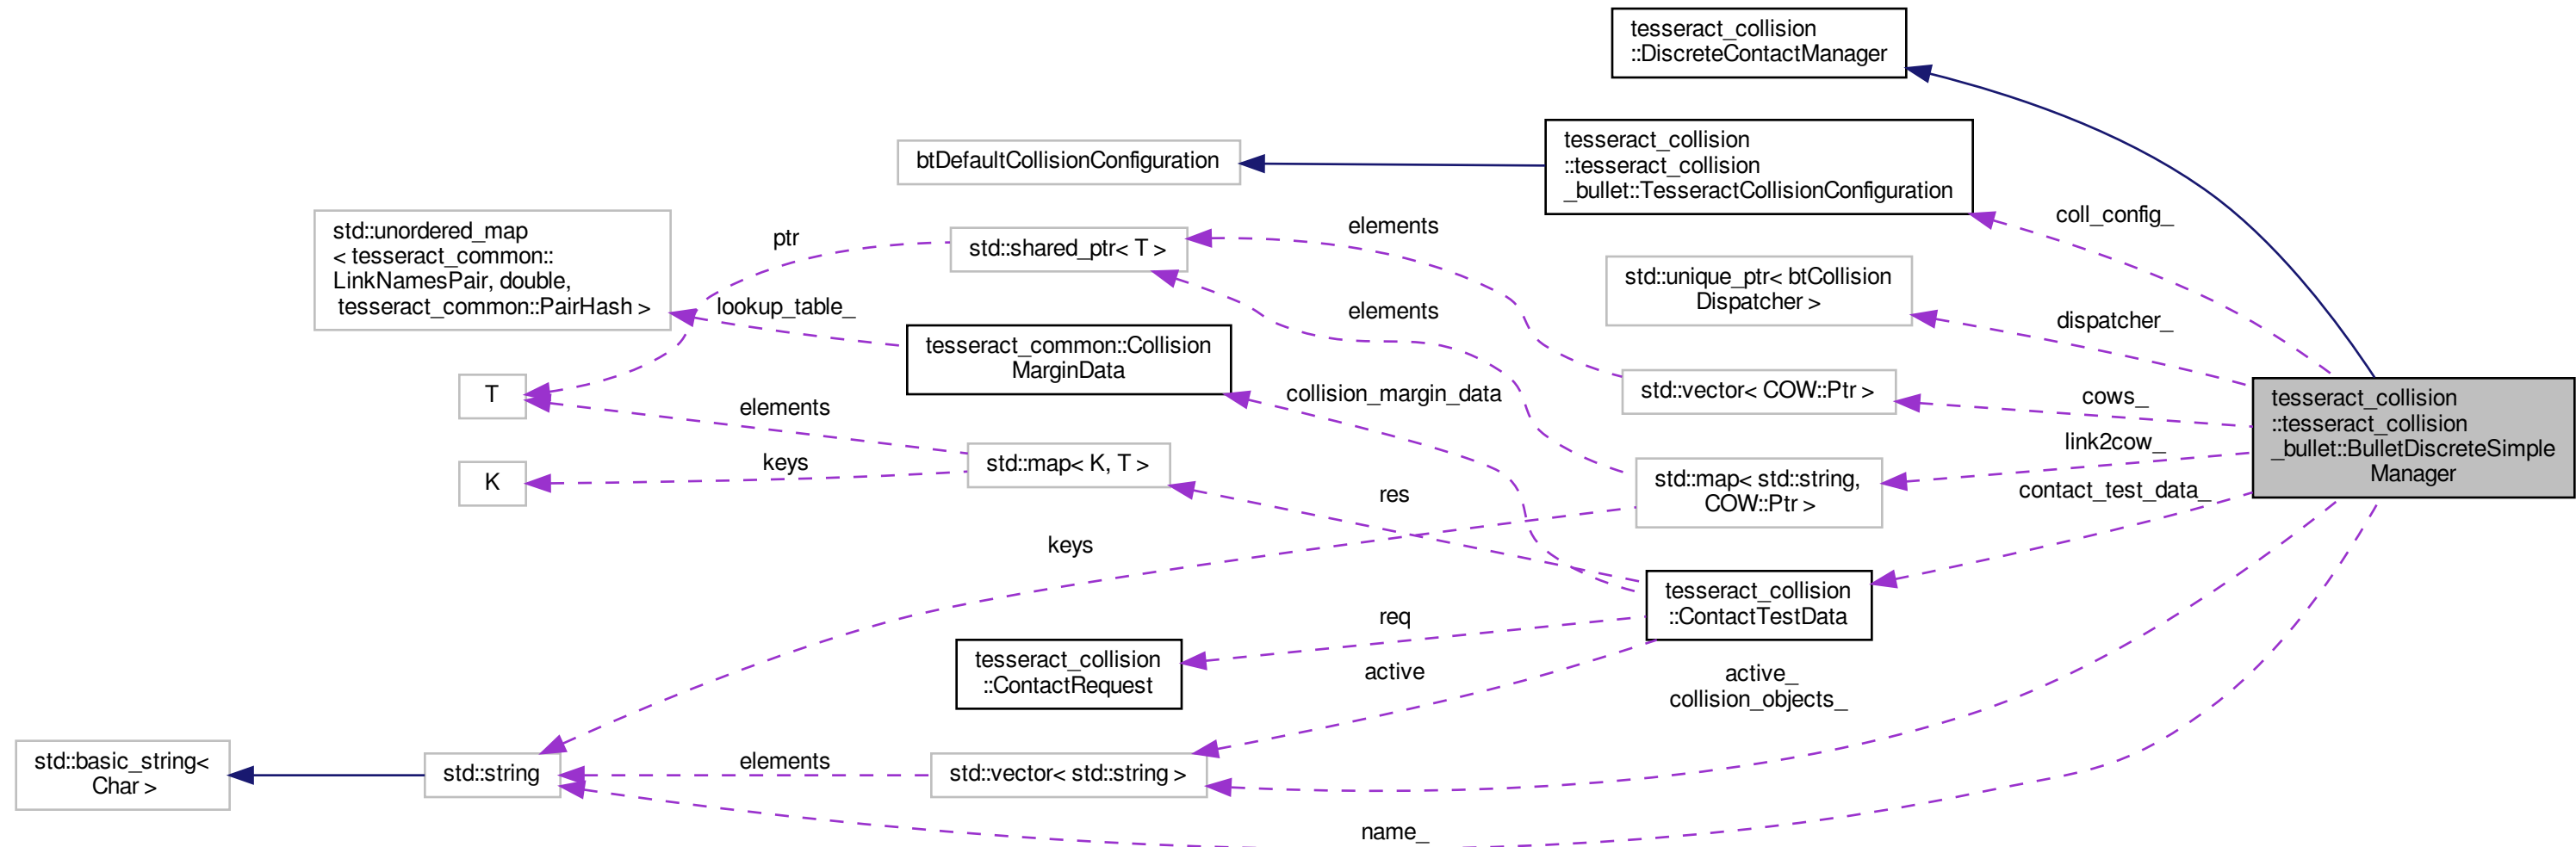 tesseract_collision
::DiscreteContactManager
btDefaultCollisionConfiguration
tesseract_collision
::tesseract_collision
_bullet::TesseractCollisionConfiguration
coll_config_
std::unordered_map
< tesseract_common::
LinkNamesPair, double,
tesseract_common::PairHash >
ptr
std::shared_ptr< T >
elements
std::unique_ptr< btCollision
Dispatcher >
dispatcher_
lookup_table_
elements
tesseract_common::Collision
MarginData
T
elements
collision_margin_data
std::vector< COW::Ptr >
cows_
tesseract_collision
::tesseract_collision
_bullet::BulletDiscreteSimple
Manager
K
keys
std::map< K, T >
res
std::map< std::string,
COW::Ptr >
link2cow_
contact_test_data_
keys
tesseract_collision
::ContactTestData
req
tesseract_collision
::ContactRequest
active
active_
collision_objects_
std::basic_string<
Char >
std::string
elements
std::vector< std::string >
name_